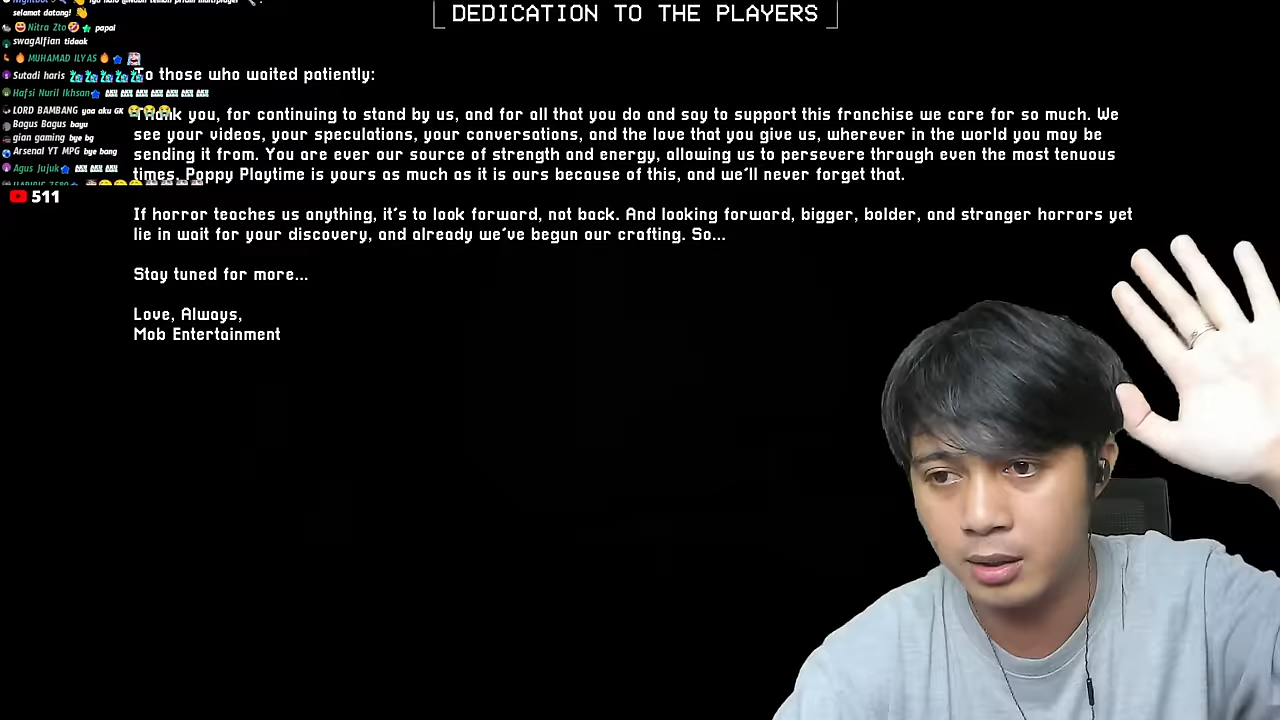 DEDICATION TO THE PLAYERS
selamat datang! 👋
Nitra Zto papai
swagAlfian tidaak
MUHAMAD ILYAS
Sutadi haris
Hafsi Nuril Ikhsan
LORD BAMBANG yaa aku GK
Bagus Bagus bayu
gian gaming bye bg
Arsenal YT MPG bye bang
Agus Jujuk
511
To those who waited patiently:
Thank you, for continuing to stand by us, and for all that you do and say to support this franchise we care for so much. We
see your videos, your speculations, your conversations, and the love that you give us, wherever in the world you may be
sending it from. You are ever our source of strength and energy, allowing us to persevere through even the most tenuous
times. Poppy Playtime is yours as much as it is ours because of this, and we'll never forget that.
If horror teaches us anything, it's to look forward, not back. And looking forward, bigger, bolder, and stranger horrors yet
lie in wait for your discovery, and already we've begun our crafting. So...
Stay tuned for more...
Love, Always,
Mob Entertainment